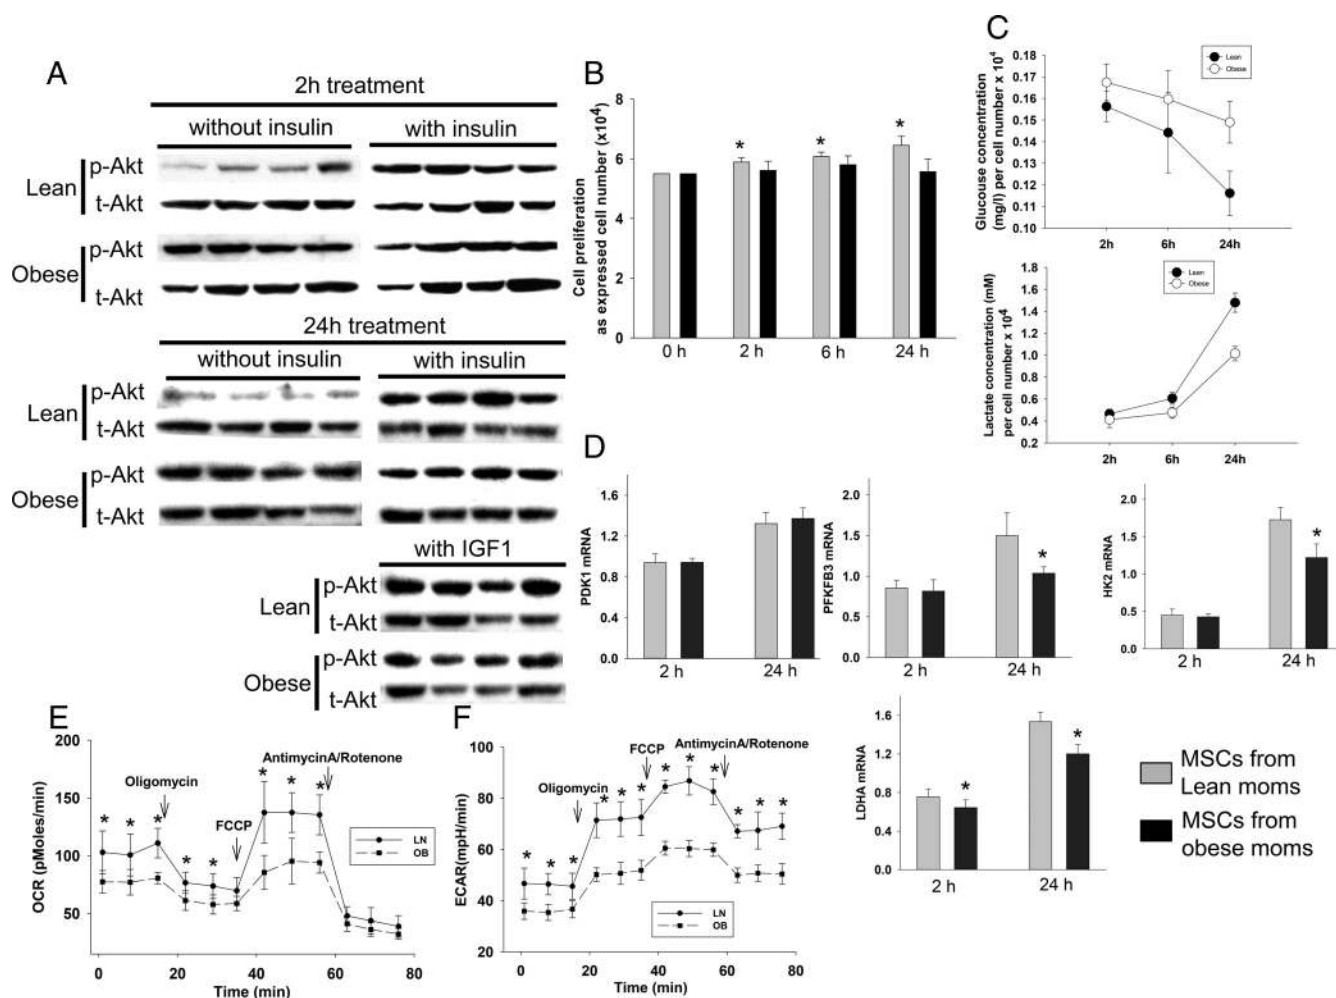 A
2h treatment
without insulin
with insulin
Lean
p-Akt
t-Akt
Obese
p-Akt
t-Akt
24h treatment
without insulin
with insulin
Lean
p-Akt
t-Akt
Obese
p-Akt
t-Akt
with IGF1
Lean
p-Akt
t-Akt
Obese
p-Akt
t-Akt
B
Cell preliferation
as expressed cell number (x10⁴)
10
8
6
4
2
0
* * *
0 h 2 h 6 h 24 h
C
Glucouse concentration
(mg/l) per cell number x 10⁴
0.18
0.17
0.16
0.15
0.14
0.13
0.12
0.11
0.10
Lean
Obese
2h 6h 24h
Lactate concentration (mM)
per cell number x 10⁴
1.8
1.6
1.4
1.2
1.0
0.8
0.6
0.4
0.2
Lean
Obese
2h 6h 24h
D
PDK1 mRNA
1.6
1.2
0.8
0.4
0.0
2 h 24 h
PFKFB3 mRNA
2.0
1.5
1.0
0.5
0.0
*
2 h 24 h
HK2 mRNA
2.0
1.5
1.0
0.5
0.0
*
2 h 24 h
LDHA mRNA
1.6
1.2
0.8
0.4
0.0
* *
2 h 24 h
MSCs from
Lean moms
MSCs from
obese moms
E
OCR (pMoles/min)
200
150
100
50
Oligomycin
FCCP
AntimycinA/Rotenone
* * * * * * * *
LN
OB
0 20 40 60 80
Time (min)
F
ECAR(mpH/min)
100
80
60
40
20
Oligomycin
FCCP
AntimycinA/Rotenone
* * * * * * * * * * * *
LN
OB
0 20 40 60 80
Time (min)